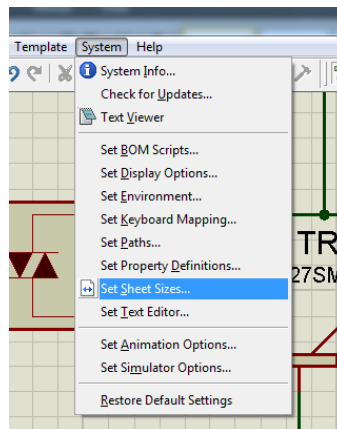 Template System Help
System Info...
Check for Updates...
Text Viewer
Set BOM Scripts...
Set Display Options...
Set Environment...
Set Keyboard Mapping...
Set Paths...
TR
Set Property Definitions...
27SM
Set Sheet Sizes...
Set Text Editor...
Set Animation Options...
Set Simulator Options...
Restore Default Settings